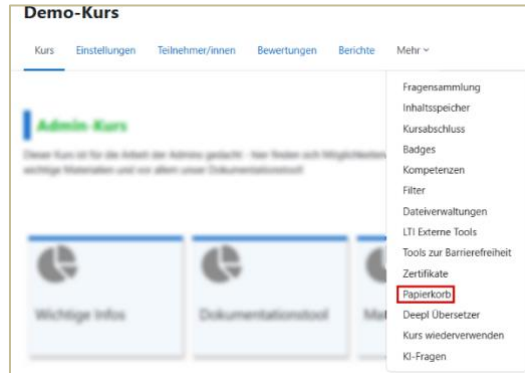 Demo-Kurs
Kurs Einstellungen Teilnehmer/innen Bewertungen Berichte Mehr
Fragensammlung
Inhaltsspeicher
Kursabschluss
Badges
Kompetenzen
Filter
Dateiverwaltungen
LTI Externe Tools
Tools zur Barrierefreiheit
Zertifikate
Papierkorb
Deepl Übersetzer
Kurs wiederverwenden
KI-Fragen
Admin-Kurs
Wichtige Infos
Dokumentationstool